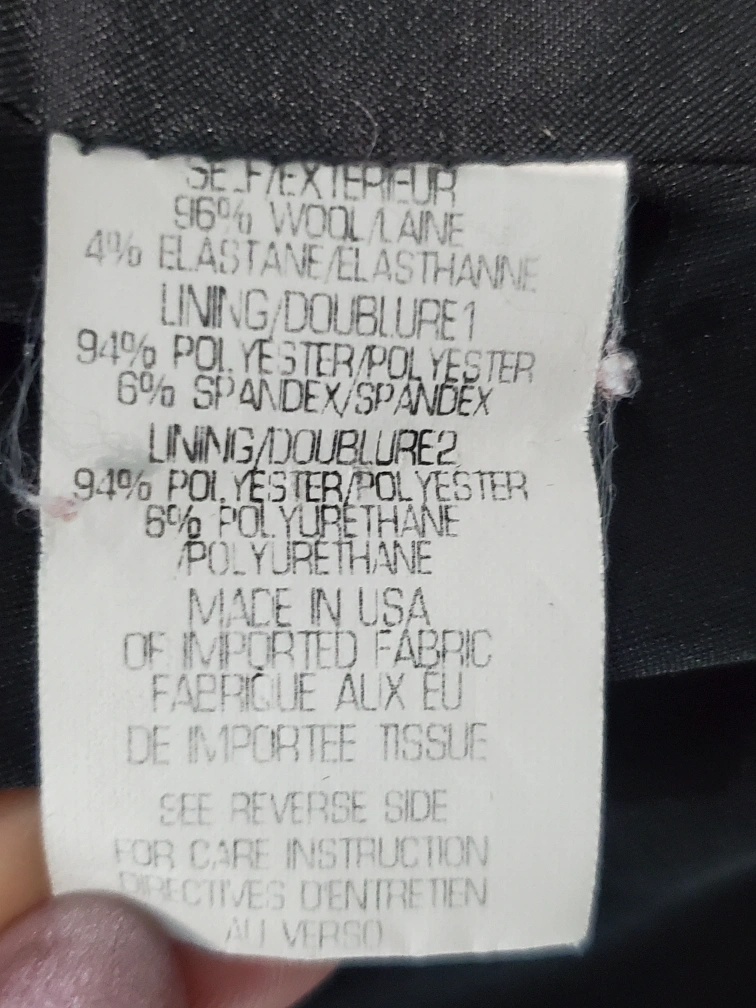 SELF/EXTERIEUR
96% WOOL/LAINE
4% ELASTANE/ELASTHANNE
LINING/DOUBLURE1
94% POLYESTER/POLYESTER
6% SPANDEX/SPANDEX
LINING/DOUBLURE2
94% POLYESTER/POLYESTER
6% POLYURETHANE
/POLYURETHANE
MADE IN USA
OF IMPORTED FABRIC
FABRIQUE AUX EU
DE IMPORTEE TISSUE
SEE REVERSE SIDE
FOR CARE INSTRUCTION
DIRECTIVES D'ENTRETIEN
AU VERSO